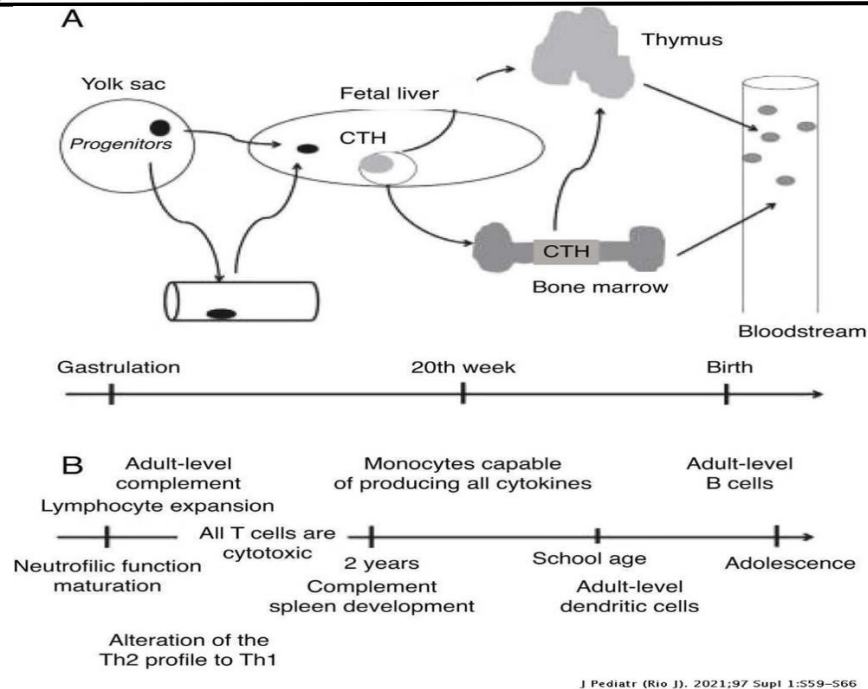 A
Thymus
Yolk sac
Fetal liver
Progenitors
CTH
CTH
Bone marrow
Bloodstream
Gastrulation
20th week
Birth
B
Adult-level
complement
Lymphocyte expansion
Monocytes capable
of producing all cytokines
Adult-level
B cells
All T cells are
cytotoxic
Neutrofilic function
maturation
2 years
Complement
spleen development
School age
Adult-level
dendritic cells
Adolescence
Alteration of the
Th2 profile to Th1
J Pediatr (Rio J). 2021;97 Supl 1:S59-S66